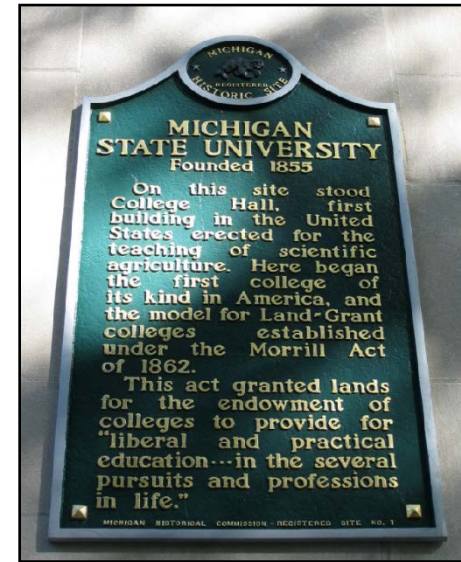 MICHIGAN
REGISTERED
HISTORIC SITE
MICHIGAN
STATE UNIVERSITY
Founded 1855
On this site stood
College Hall, first
building in the United
States erected for the
teaching of scientific
agriculture. Here began
the first college of
its kind in America, and
the model for Land-Grant
colleges established
under the Morrill Act
of 1862.
This act granted lands
for the endowment of
colleges to provide for
"liberal and practical
education...in the several
pursuits and professions
in life."
MICHIGAN HISTORICAL COMMISSION - REGISTERED SITE NO. 1